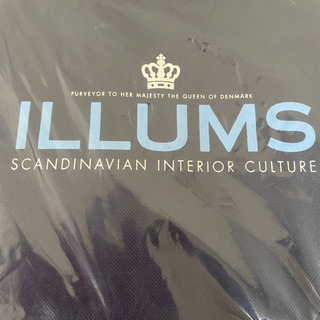 PURVEYOR TO HER MAJESTY THE QUEEN OF DENMARK
ILLUMS
SCANDINAVIAN INTERIOR CULTURE